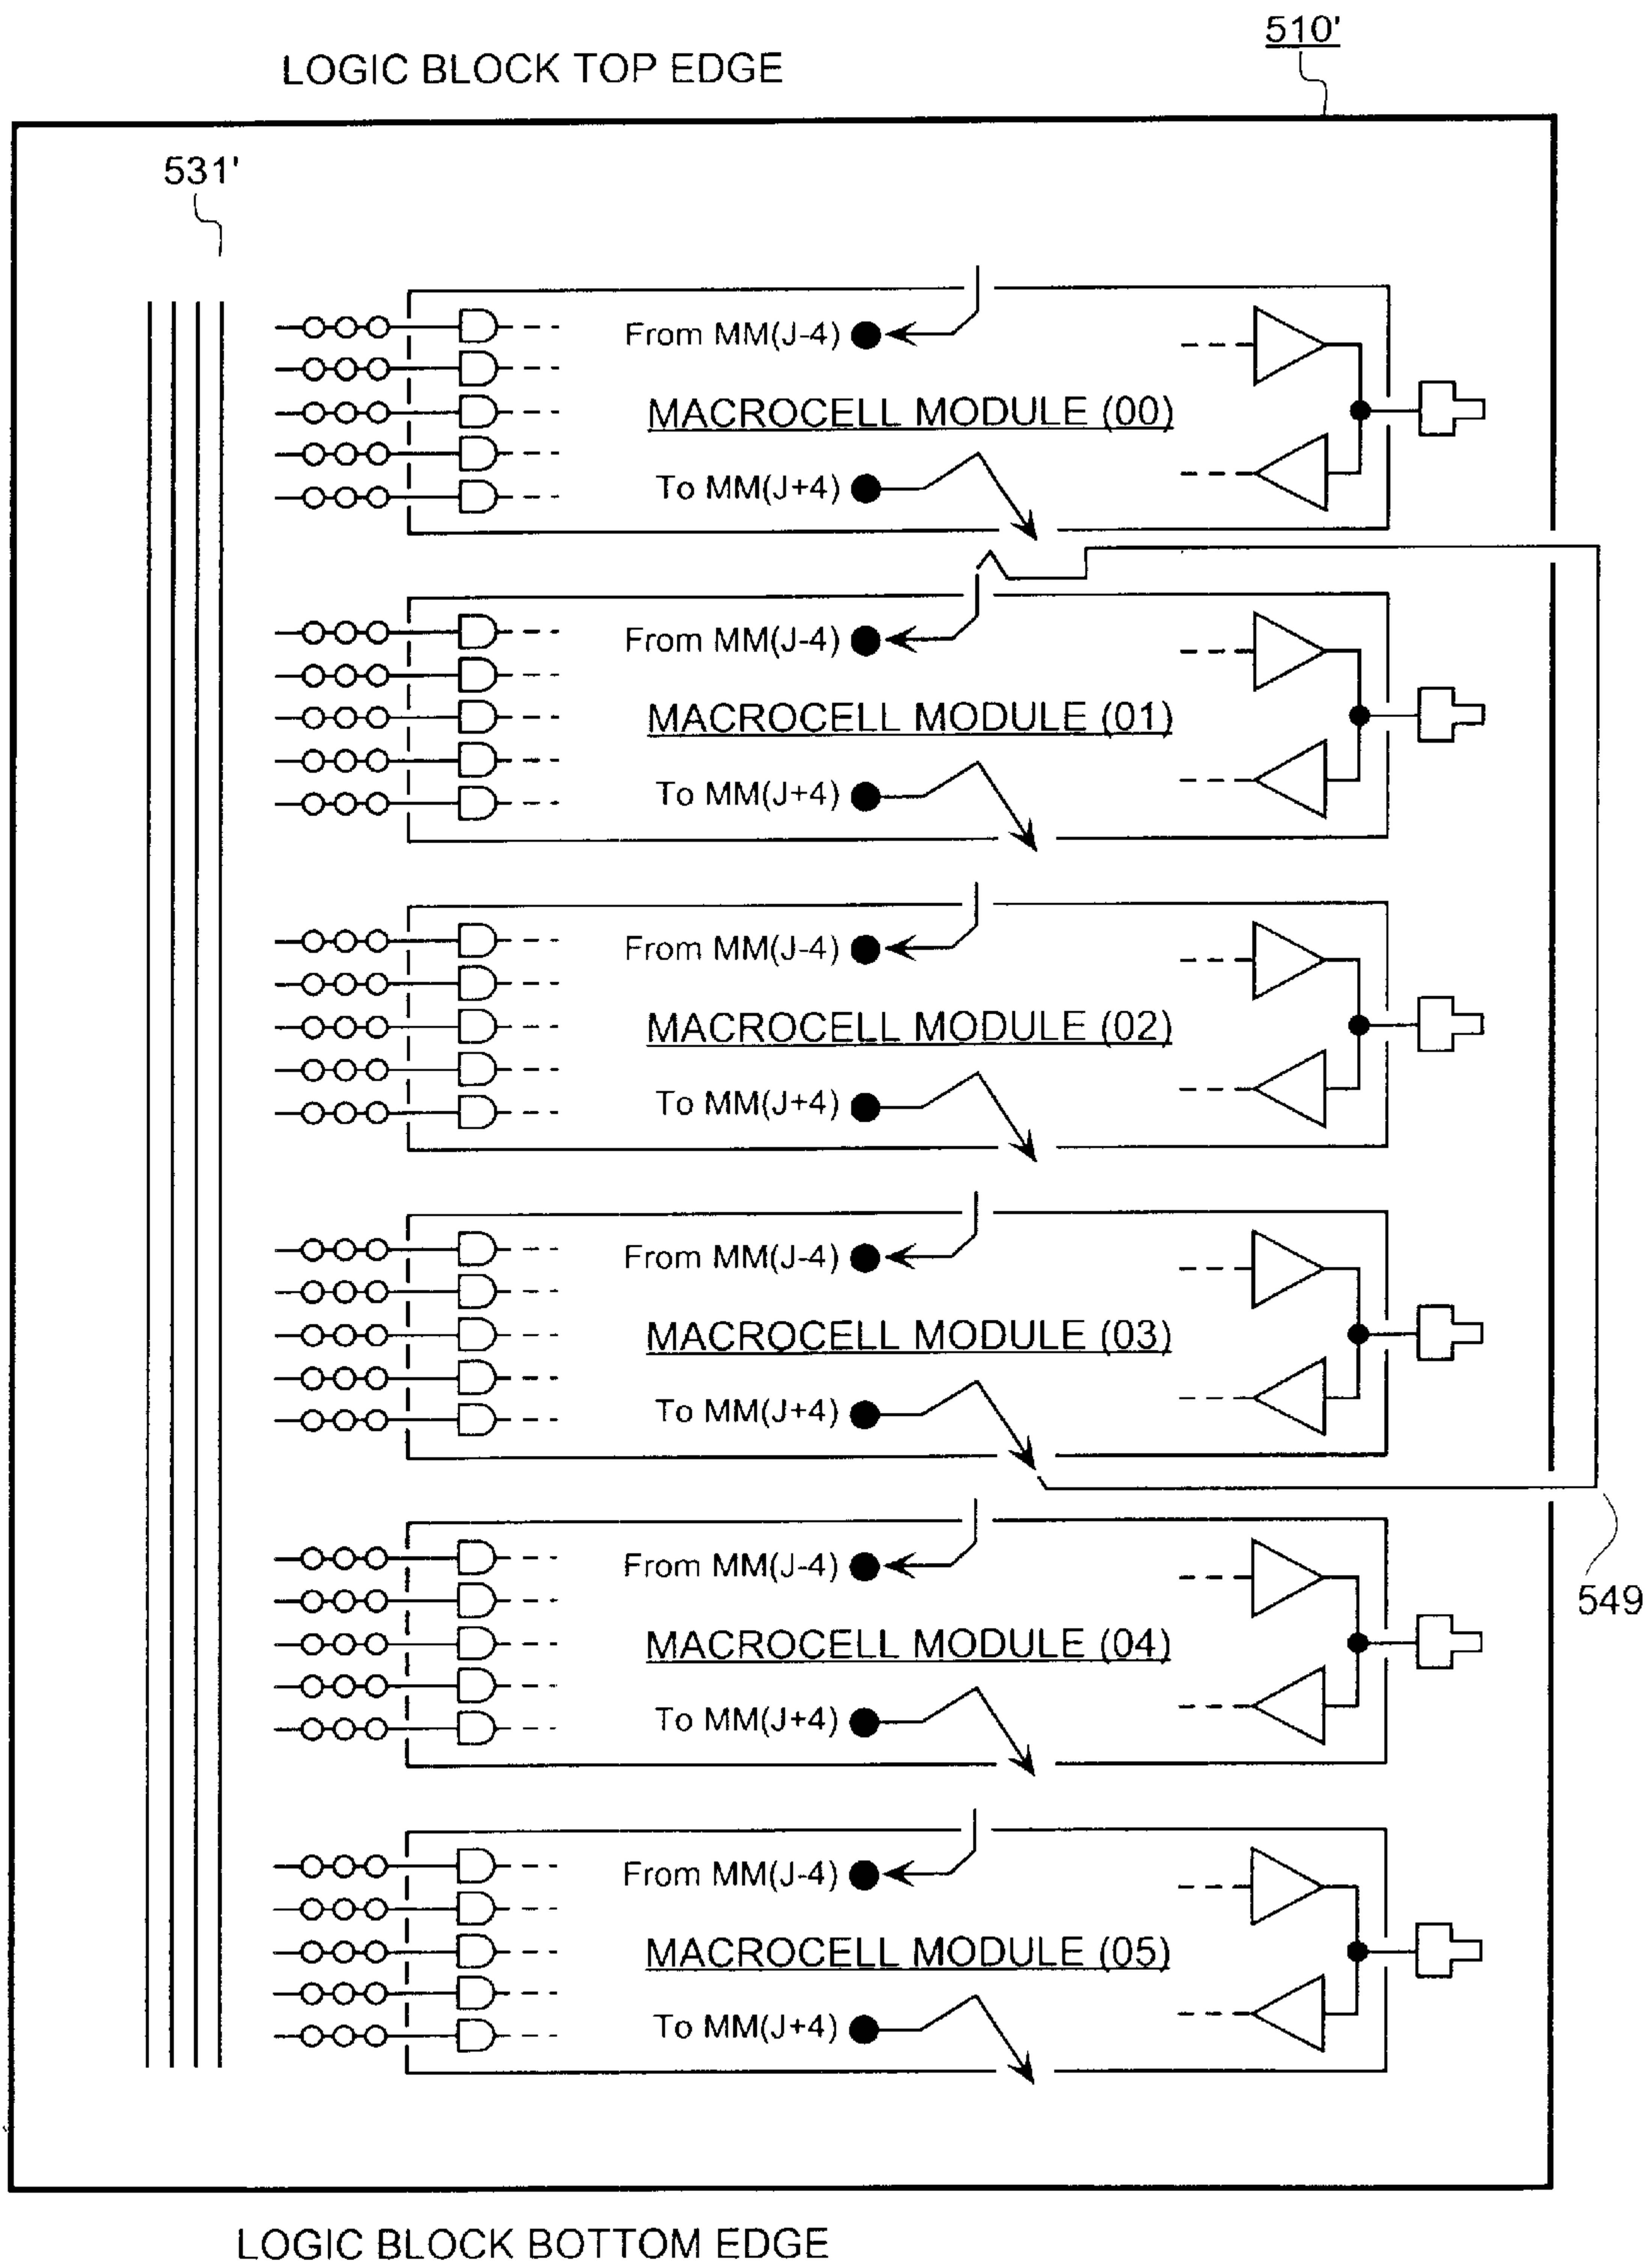 510'
LOGIC BLOCK TOP EDGE
531'
From MM(J-4)
MACROCELL MODULE (00)
To MM(J+4)
From MM(J-4)
MACROCELL MODULE (01)
To MM(J+4)
From MM(J-4)
MACROCELL MODULE (02)
To MM(J+4)
From MM(J-4)
MACROCELL MODULE (03)
To MM(J+4)
From MM(J-4)
549
MACROCELL MODULE (04)
To MM(J+4)
From MM(J-4)
MACROCELL MODULE (05)
To MM(J+4)
LOGIC BLOCK BOTTOM EDGE